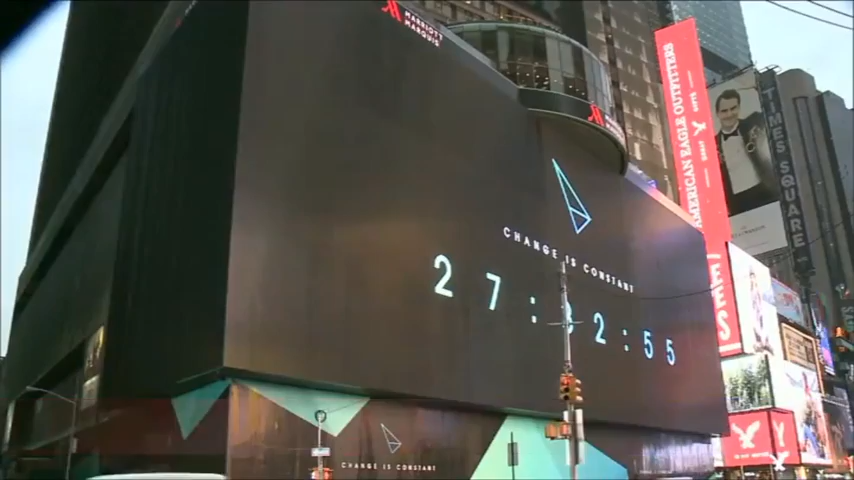 MARRIOTT
MARQUIS
AMERICAN EAGLE OUTFITTERS
TIMES SQUARE
CHANGE IS CONSTANT
27: 2:55
CHANGE IS CONSTANT